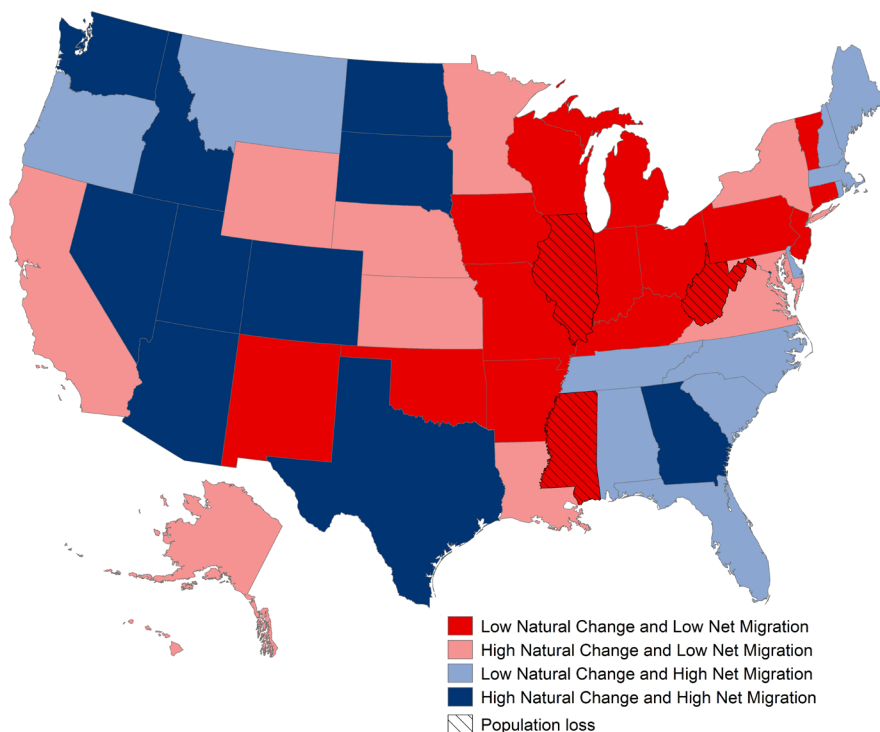 Low Natural Change and Low Net Migration
High Natural Change and Low Net Migration
Low Natural Change and High Net Migration
High Natural Change and High Net Migration
Population loss